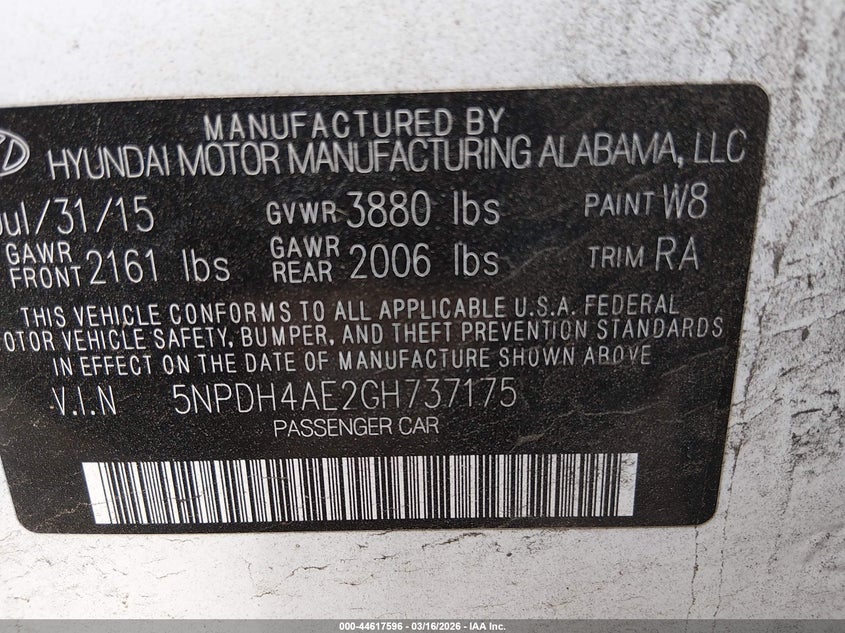 MANUFACTURED BY
HYUNDAI MOTOR MANUFACTURING ALABAMA, LLC
Jul/31/15 GVWR 3880 lbs PAINT W8
GAWR FRONT 2161 lbs GAWR REAR 2006 lbs TRIM RA
THIS VEHICLE CONFORMS TO ALL APPLICABLE U.S.A. FEDERAL
MOTOR VEHICLE SAFETY, BUMPER, AND THEFT PREVENTION STANDARDS
IN EFFECT ON THE DATE OF MANUFACTURE SHOWN ABOVE
V.I.N 5NPDH4AE2GH737175
PASSENGER CAR
000-44617596 - 03/16/2026 - IAA Inc.